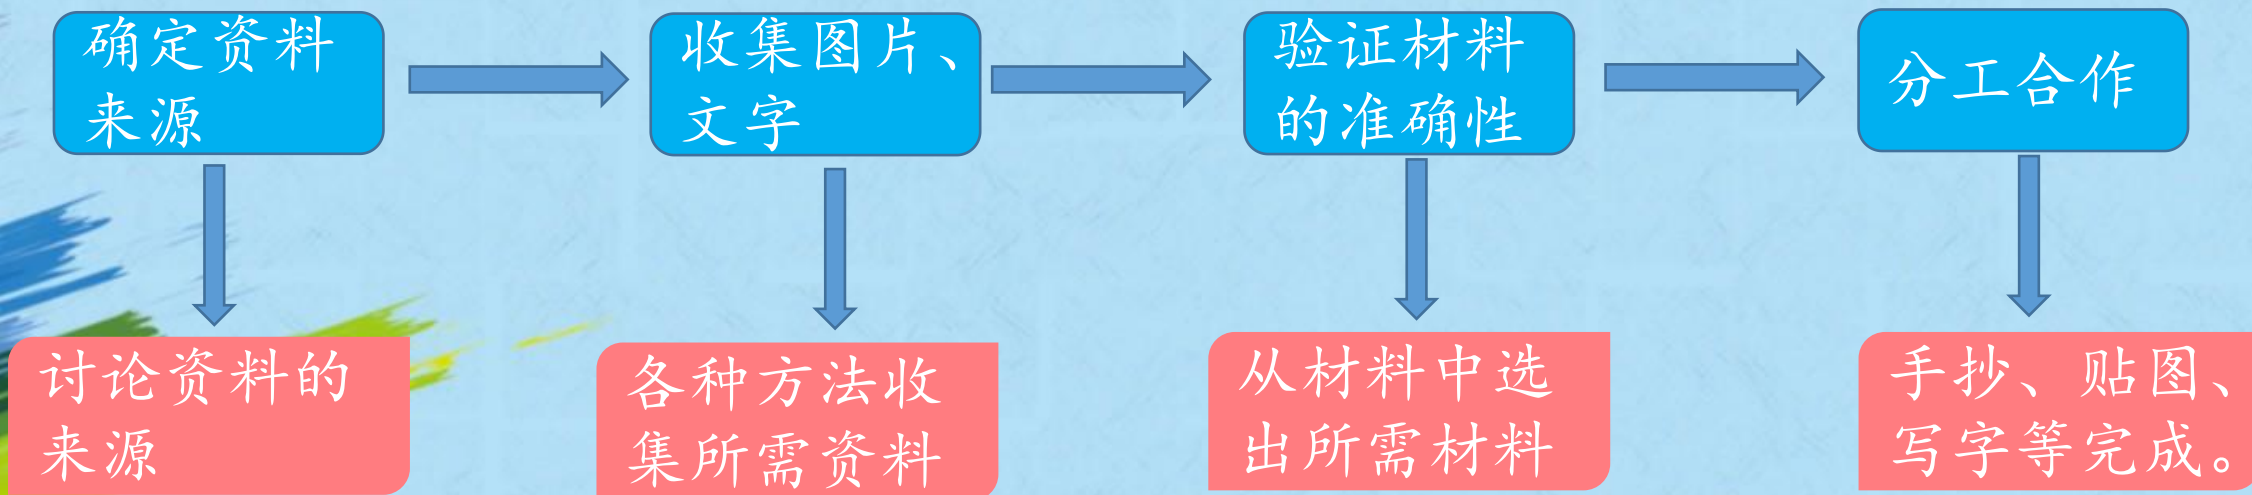 确定资料
来源
收集图片、
文字
验证材料
的准确性
分工合作
讨论资料的
来源
各种方法收
集所需资料
从材料中选
出所需材料
手抄、贴图、
写字等完成。